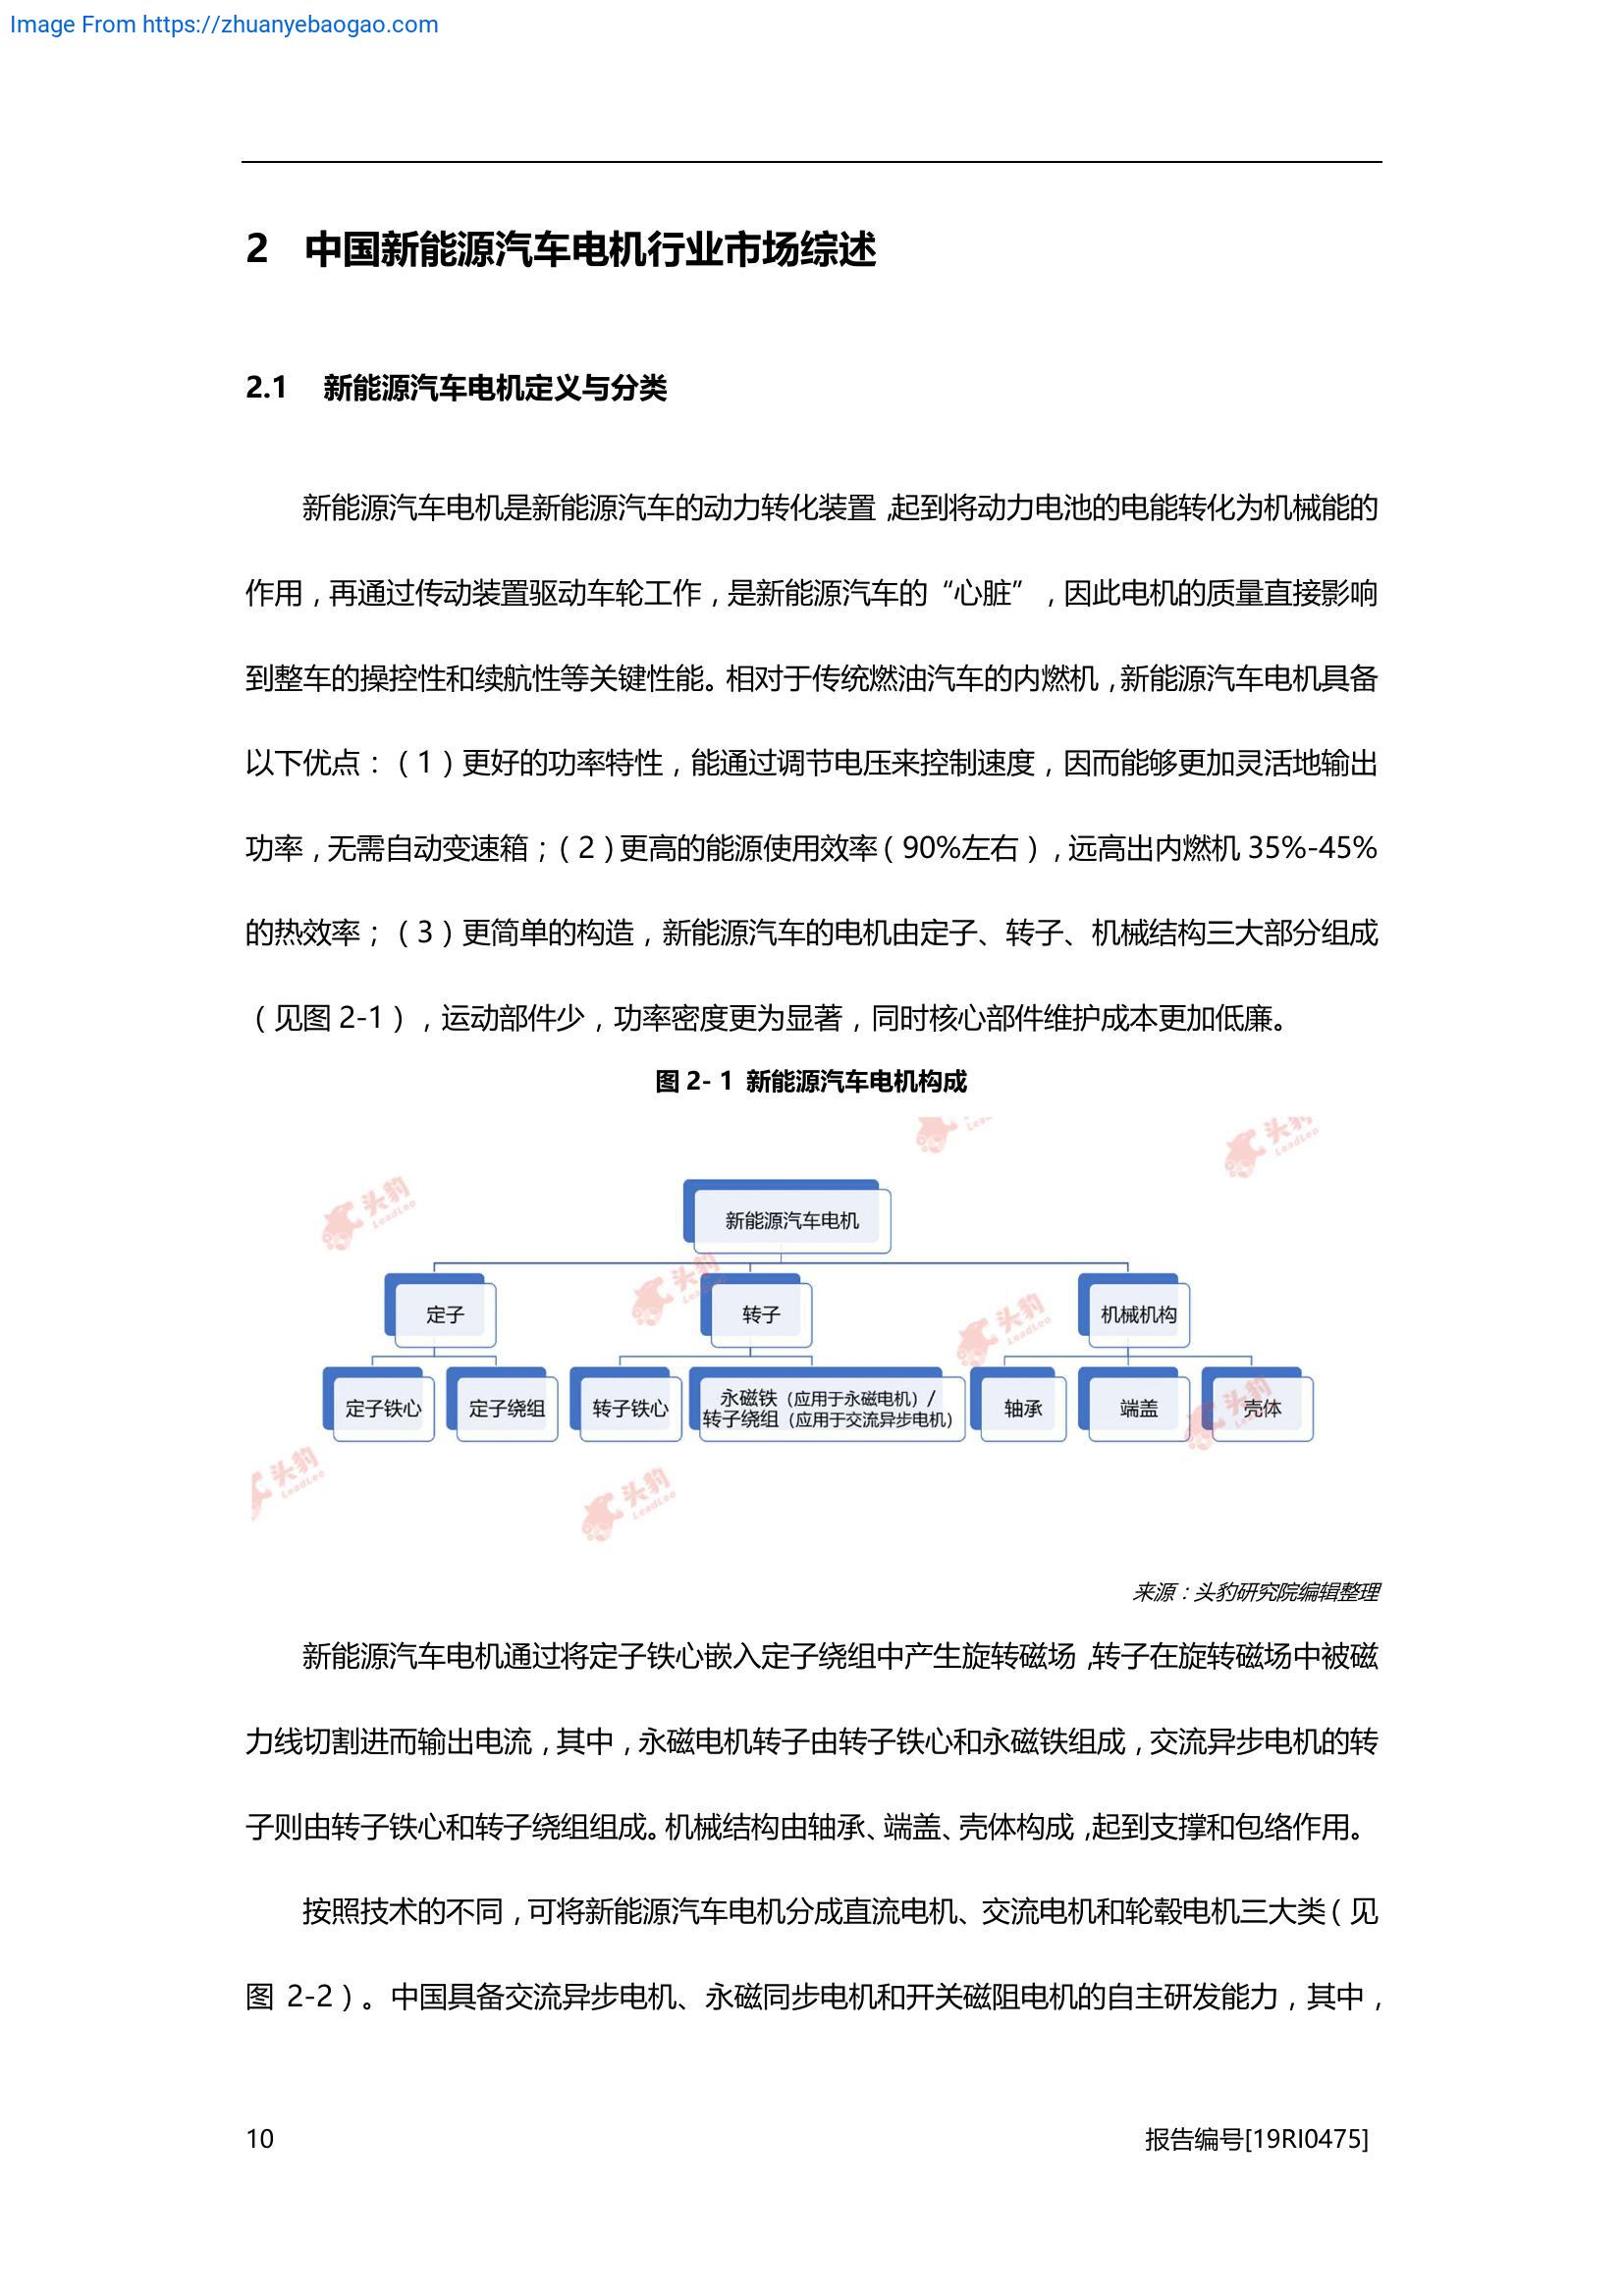 Image From https://zhuanyebaogao.com
2 中国新能源汽车电机行业市场综述
2.1 新能源汽车电机定义与分类
新能源汽车电机是新能源汽车的动力转化装置，起到将动力电池的电能转化为机械能的
作用，再通过传动装置驱动车轮工作，是新能源汽车的“心脏”，因此电机的质量直接影响
到整车的操控性和续航性等关键性能。相对于传统燃油汽车的内燃机，新能源汽车电机具备
以下优点：（1）更好的功率特性，能通过调节电压来控制速度，因而能够更加灵活地输出
功率，无需自动变速箱；（2）更高的能源使用效率（90%左右），远高出内燃机 35%-45%
的热效率；（3）更简单的构造，新能源汽车的电机由定子、转子、机械结构三大部分组成
（见图 2-1），运动部件少，功率密度更为显著，同时核心部件维护成本更加低廉。
图 2- 1 新能源汽车电机构成
头豹
LeadLeo
新能源汽车电机
定子
转子
机械机构
定子铁心
定子绕组
转子铁心
永磁铁（应用于永磁电机）/
转子绕组（应用于交流异步电机）
轴承
端盖
壳体
来源：头豹研究院编辑整理
新能源汽车电机通过将定子铁心嵌入定子绕组中产生旋转磁场，转子在旋转磁场中被磁
力线切割进而输出电流，其中，永磁电机转子由转子铁心和永磁铁组成，交流异步电机的转
子则由转子铁心和转子绕组组成。机械结构由轴承、端盖、壳体构成，起到支撑和包络作用。
按照技术的不同，可将新能源汽车电机分成直流电机、交流电机和轮毂电机三大类（见
图 2-2）。中国具备交流异步电机、永磁同步电机和开关磁阻电机的自主研发能力，其中，
10
报告编号[19RI0475]